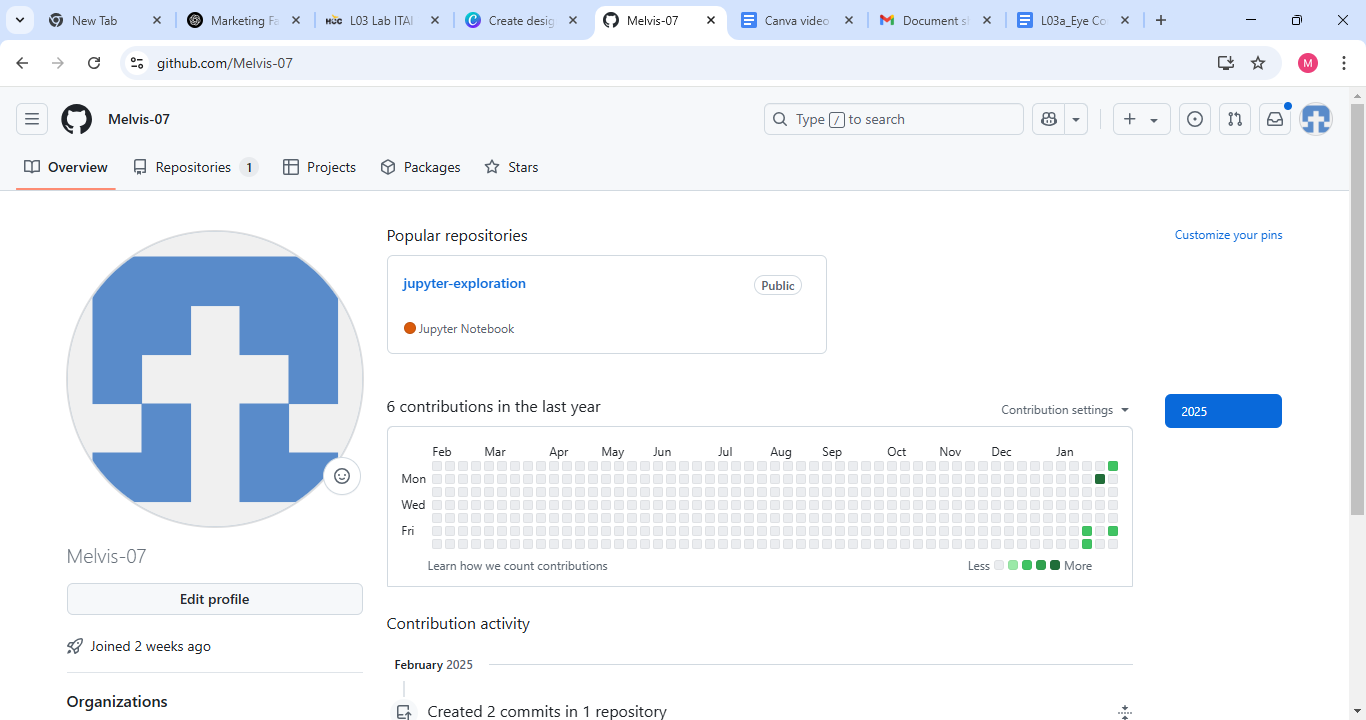 New Tab
Marketing Fa
HCC L03 Lab ITAI
Create desig
Melvis-07
Canva video
Document sh
L03a_Eye Co
github.com/Melvis-07
M
Melvis-07
Type / to search
Overview
Repositories 1
Projects
Packages
Stars
Popular repositories
Customize your pins
jupyter-exploration
Public
Jupyter Notebook
6 contributions in the last year
Contribution settings
2025
Feb Mar Apr May Jun Jul Aug Sep Oct Nov Dec Jan
Mon
Wed
Fri
Learn how we count contributions
Less More
Melvis-07
Edit profile
Joined 2 weeks ago
Organizations
Contribution activity
February 2025
Created 2 commits in 1 repository